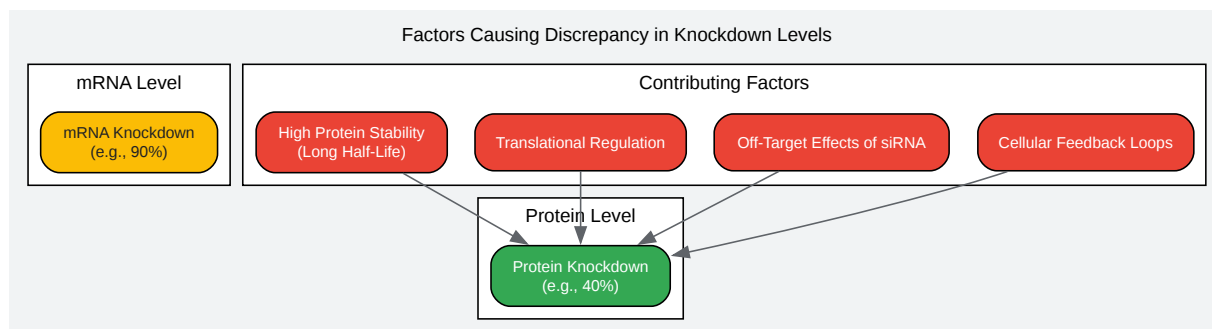 Factors Causing Discrepancy in Knockdown Levels
mRNA Level
mRNA Knockdown
(e.g., 90%)
Contributing Factors
High Protein Stability
(Long Half-Life)
Translational Regulation
Off-Target Effects of siRNA
Cellular Feedback Loops
Protein Level
Protein Knockdown
(e.g., 40%)